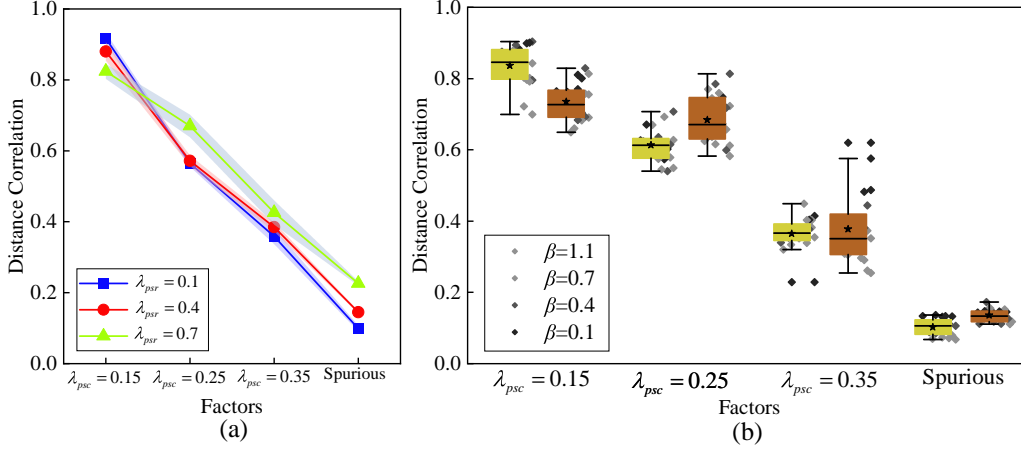 1.0
0.8
0.6
0.4
0.2
0.0
Distance Correlation
λpsr = 0.1
λpsr = 0.4
λpsr = 0.7
λpsc = 0.15 λpsc = 0.25 λpsc = 0.35 Spurious
Factors
(a)
1.0
0.8
0.6
0.4
0.2
0.0
Distance Correlation
β=1.1
β=0.7
β=0.4
β=0.1
λpsc = 0.15 λpsc = 0.25 λpsc = 0.35 Spurious
Factors
(b)